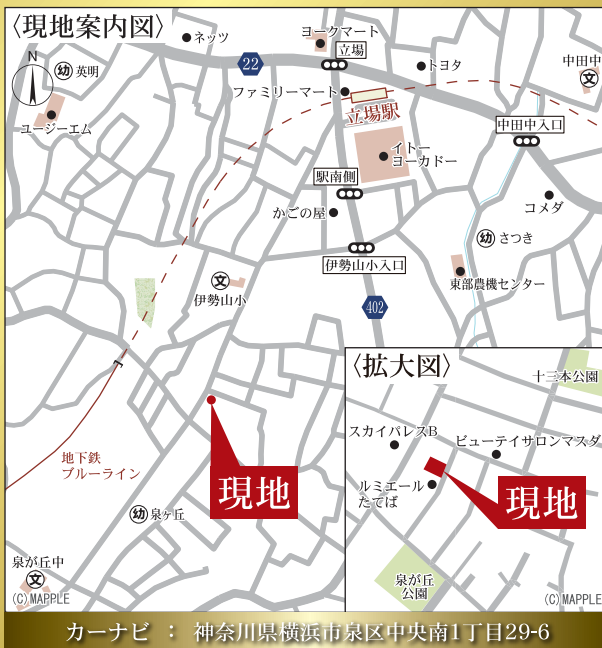 〈現地案内図〉
ネッツ
ヨークマート
立場
22
トヨタ
中田中
文
N
幼 英明
ファミリーマート
立場駅
ユージーエム
中田中入口
イトー
ヨーカドー
駅南側
かごの屋
コメダ
幼 さつき
伊勢山小入口
文
伊勢山小
東部農機センター
402
地下鉄
ブルーライン
現地
幼 泉ヶ丘
泉が丘中
文
(C)MAPPLE
〈拡大図〉
十三本公園
スカイパレスB
ビューテイサロンマスダ
ルミエール
たてば
現地
泉が丘
公園
(C)MAPPLE
カーナビ : 神奈川県横浜市泉区中央南1丁目29-6